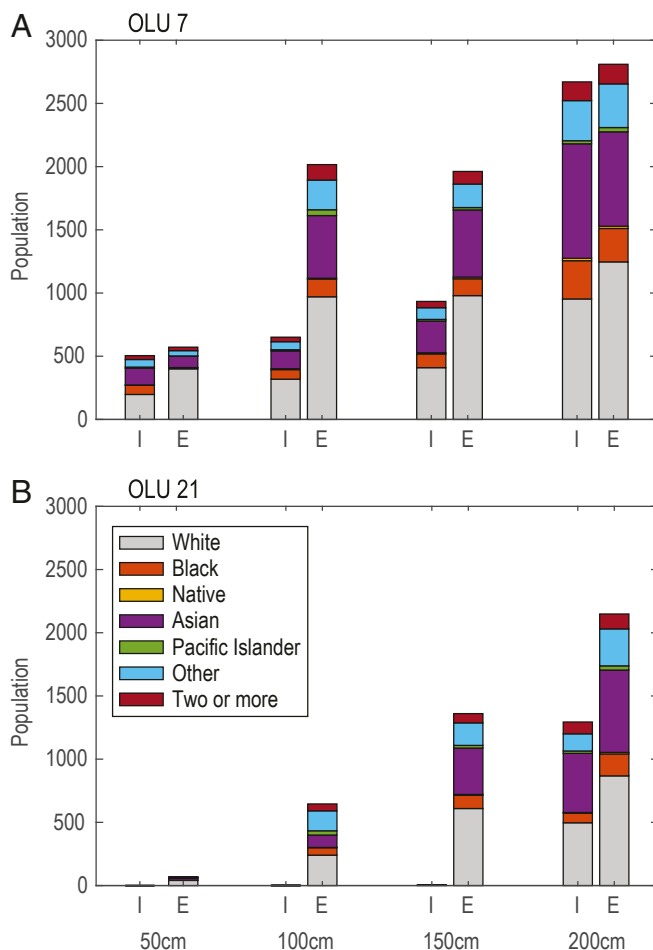 A
OLU 7
3000
2500
2000
1500
1000
500
0
Population
I E I E I E I E
B
OLU 21
3000
2500
2000
1500
1000
500
0
Population
White
Black
Native
Asian
Pacific Islander
Other
Two or more
I E I E I E I E
50cm 100cm 150cm 200cm